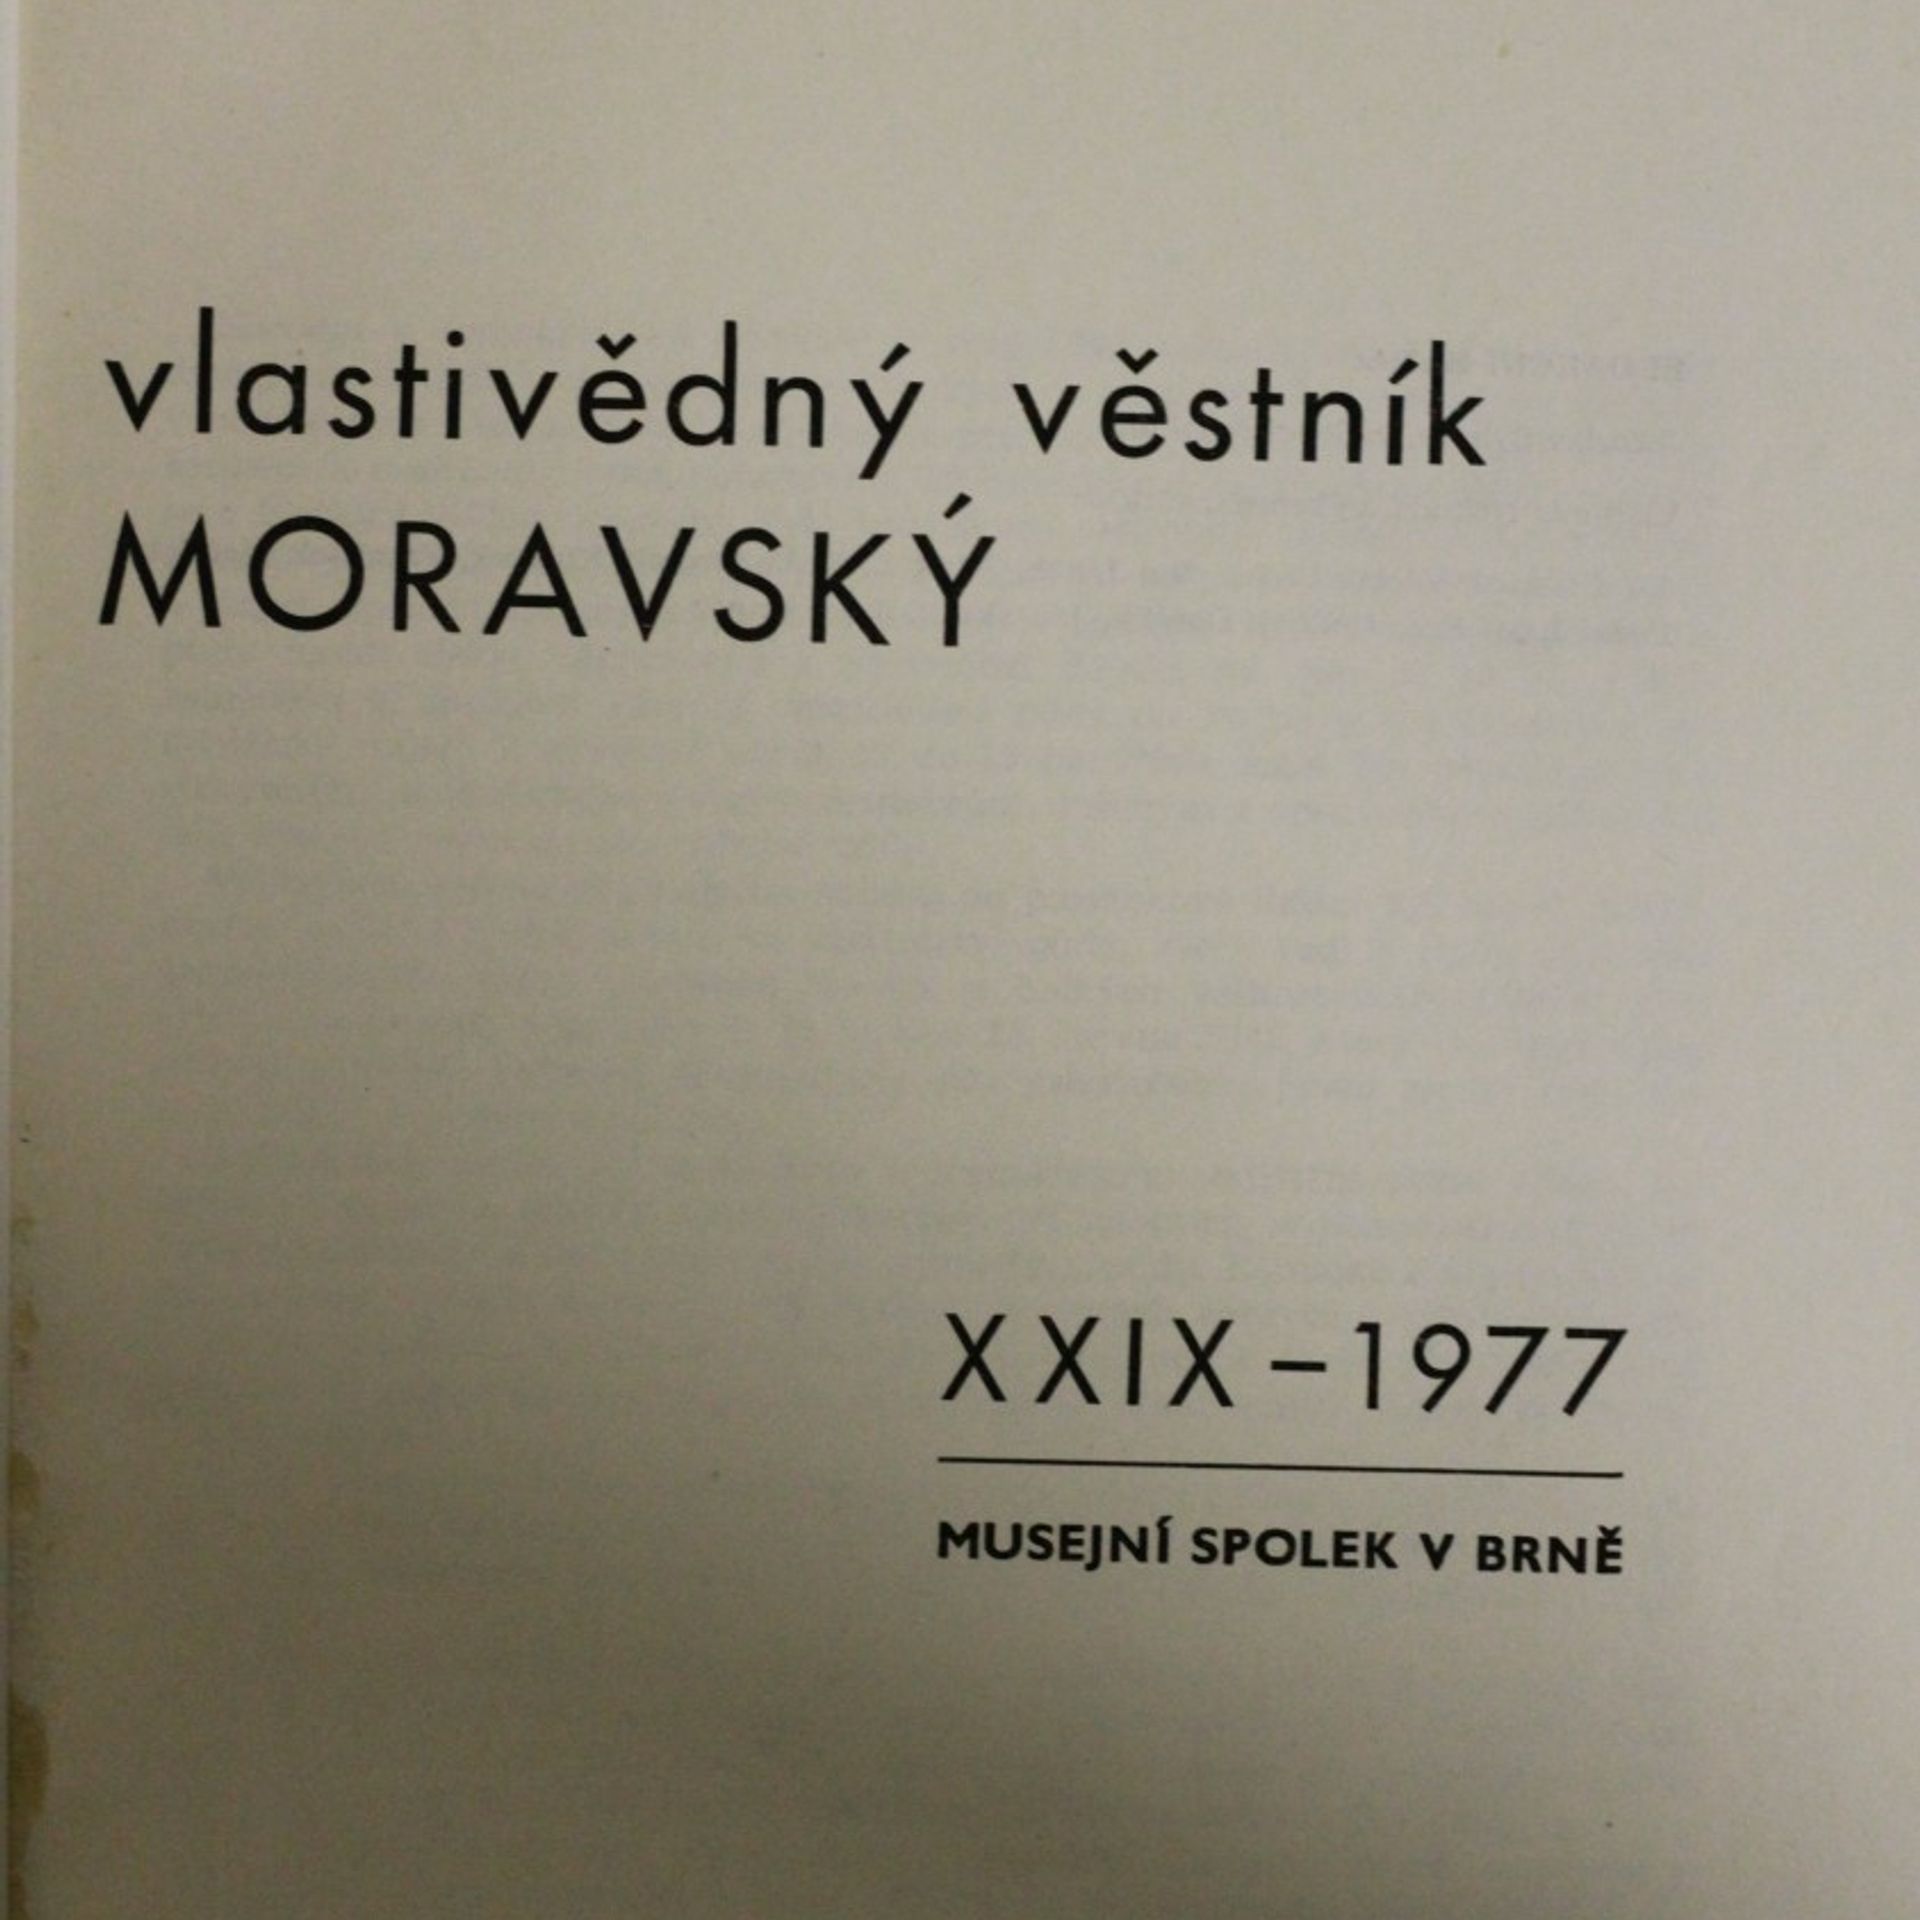 vlastivědný věstník
MORAVSKÝ
XXIX – 1977
MUSEJNÍ SPOLEK V BRNĚ